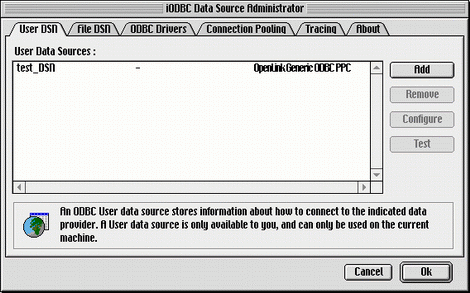 iODBC Data Source Administrator
User DSN File DSN ODBC Drivers Connection Pooling Tracing About
User Data Sources :
test_DSN - OpenLink Generic ODBC PPC
Add
Remove
Configure
Test
An ODBC User data source stores information about how to connect to the indicated data
provider. A User data source is only available to you, and can only be used on the current
machine.
Cancel Ok